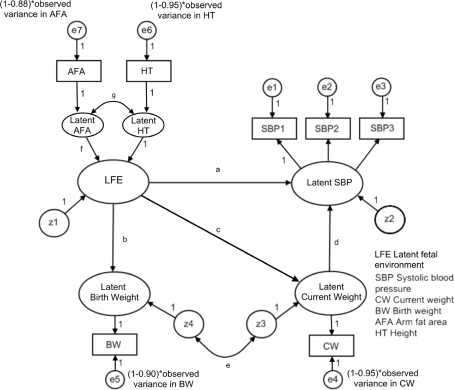 (1-0.88)*observed
variance in AFA
(1-0.95)*observed
variance in HT
e7
e6
1
1
AFA
HT
e1
e2
e3
1
1
1
1
1
g
SBP1
SBP2
SBP3
Latent
AFA
Latent
HT
f
1
1
LFE
a
Latent SBP
1
z1
1
z2
b
c
d
LFE Latent fetal
environment
SBP Systolic blood
pressure
CW Current weight
BW Birth weight
AFA Arm fat area
HT Height
Latent
Birth Weight
Latent
Current Weight
1
1
z4
z3
1
1
BW
CW
e
1
1
e5
(1-0.90)*observed
variance in BW
e4
(1-0.95)*observed
variance in CW